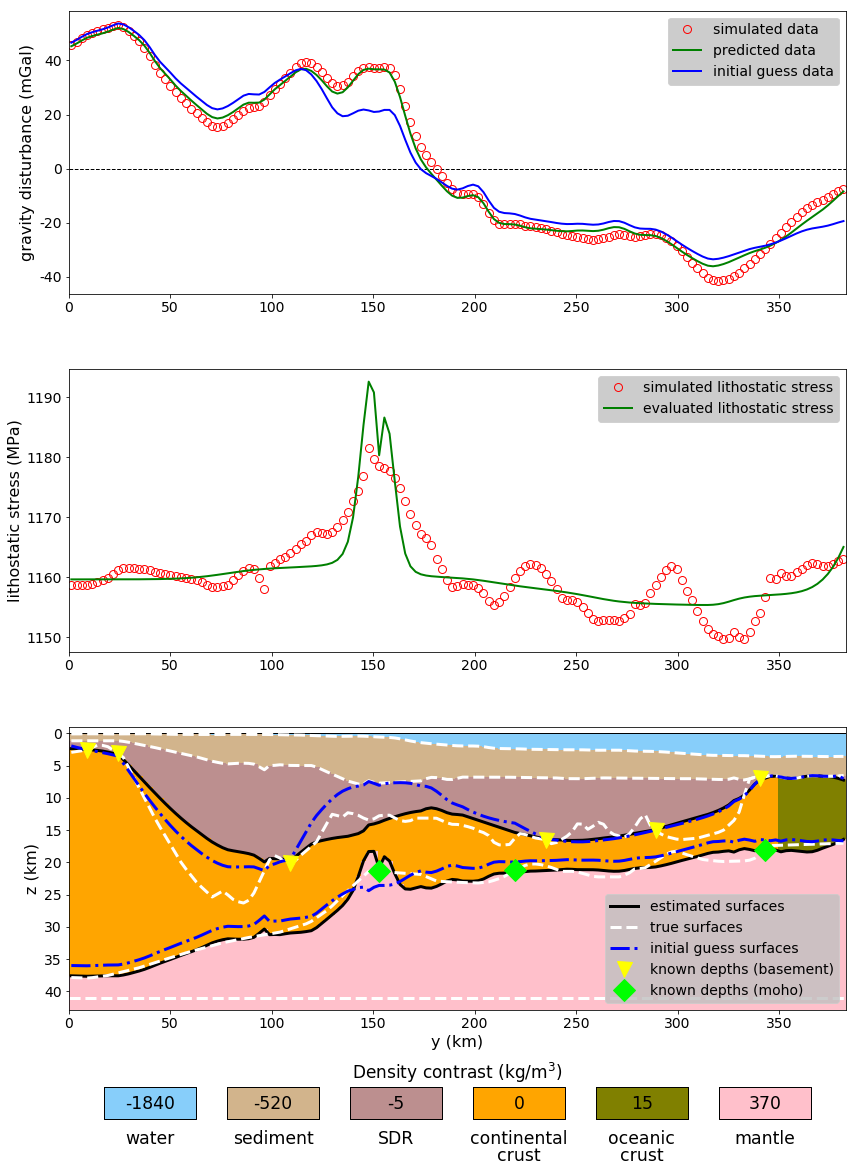 simulated data
predicted data
initial guess data
gravity disturbance (mGal)
40
20
0
-20
-40
0 50 100 150 200 250 300 350
simulated lithostatic stress
evaluated lithostatic stress
lithostatic stress (MPa)
1190
1180
1170
1160
1150
0 50 100 150 200 250 300 350
z (km)
0
5
10
15
20
25
30
35
40
estimated surfaces
true surfaces
initial guess surfaces
known depths (basement)
known depths (moho)
0 50 100 150 200 250 300 350
y (km)
Density contrast (kg/m³)
-1840 -520 -5 0 15 370
water sediment SDR continental oceanic mantle
crust crust